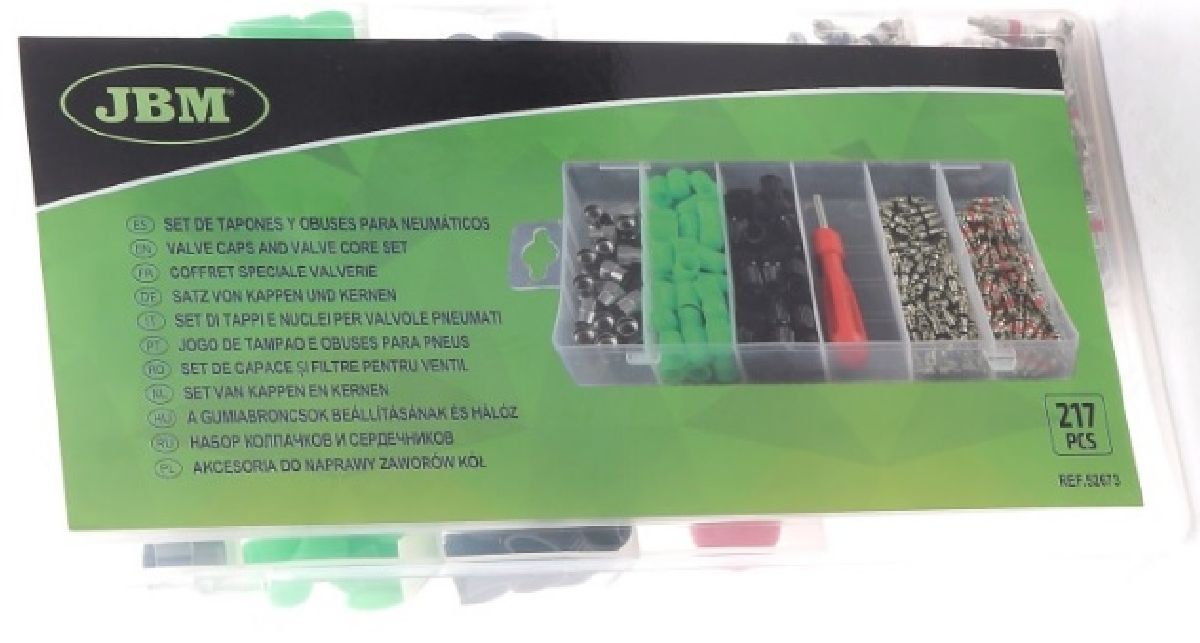 JBM®
ES SET DE TAPONES Y OBUSES PARA NEUMÁTICOS
EN VALVE CAPS AND VALVE CORE SET
FR COFFRET SPECIALE VALVERIE
DE SATZ VON KAPPEN UND KERNEN
IT SET DI TAPPI E NUCLEI PER VALVOLE PNEUMATI
PT JOGO DE TAMPAO E OBUSES PARA PNEUS
RO SET DE CAPACE ȘI FILTRE PENTRU VENTIL
NL SET VAN KAPPEN EN KERNEN
HU A GUMIABRONCSOK BEÁLLÍTÁSÁNAK ÉS HÁLÓZ
RU НАБОР КОЛПАЧКОВ И СЕРДЕЧНИКОВ
PL AKCESORIA DO NAPRAWY ZAWORÓW KÓŁ
217
PCS
REF.52673